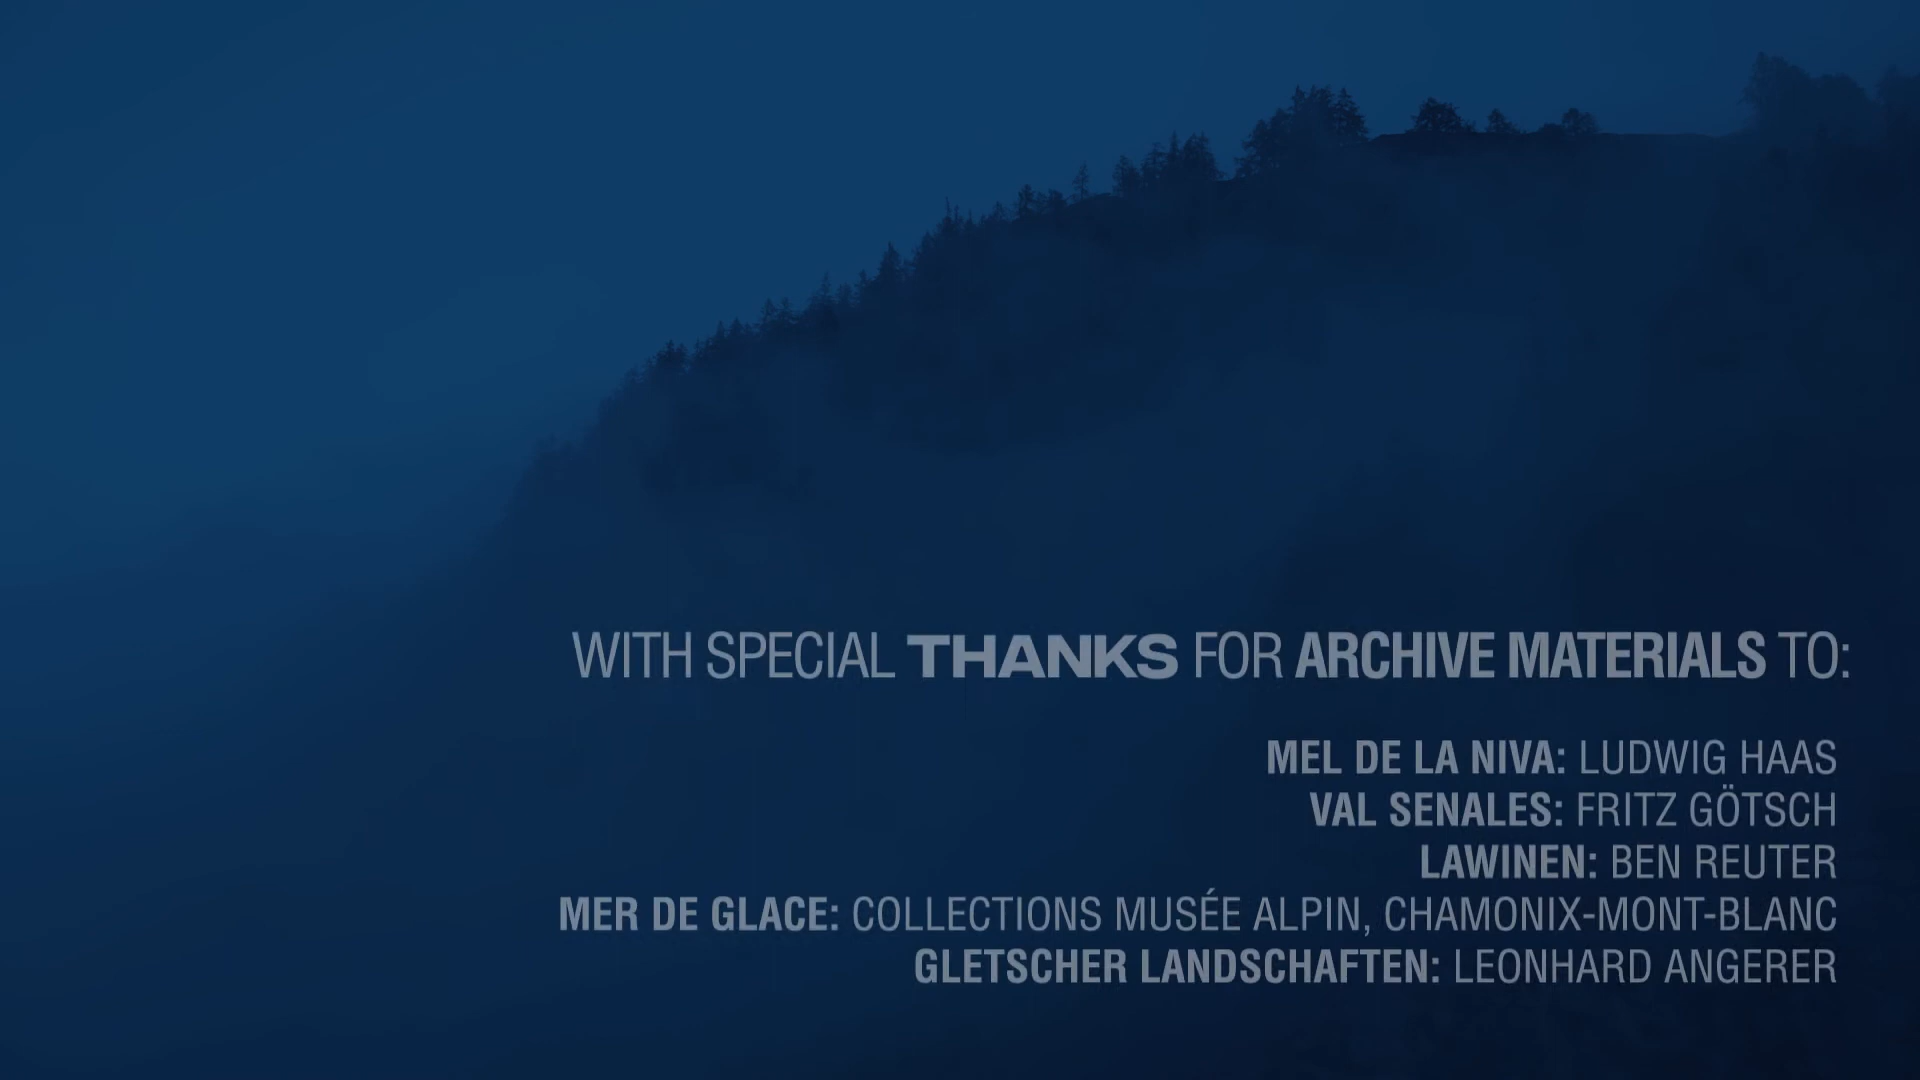 WITH SPECIAL THANKS FOR ARCHIVE MATERIALS TO:
MEL DE LA NIVA: LUDWIG HAAS
VAL SENALES: FRITZ GÖTSCH
LAWINEN: BEN REUTER
MER DE GLACE: COLLECTIONS MUSÉE ALPIN, CHAMONIX-MONT-BLANC
GLETSCHER LANDSCHAFTEN: LEONHARD ANGERER